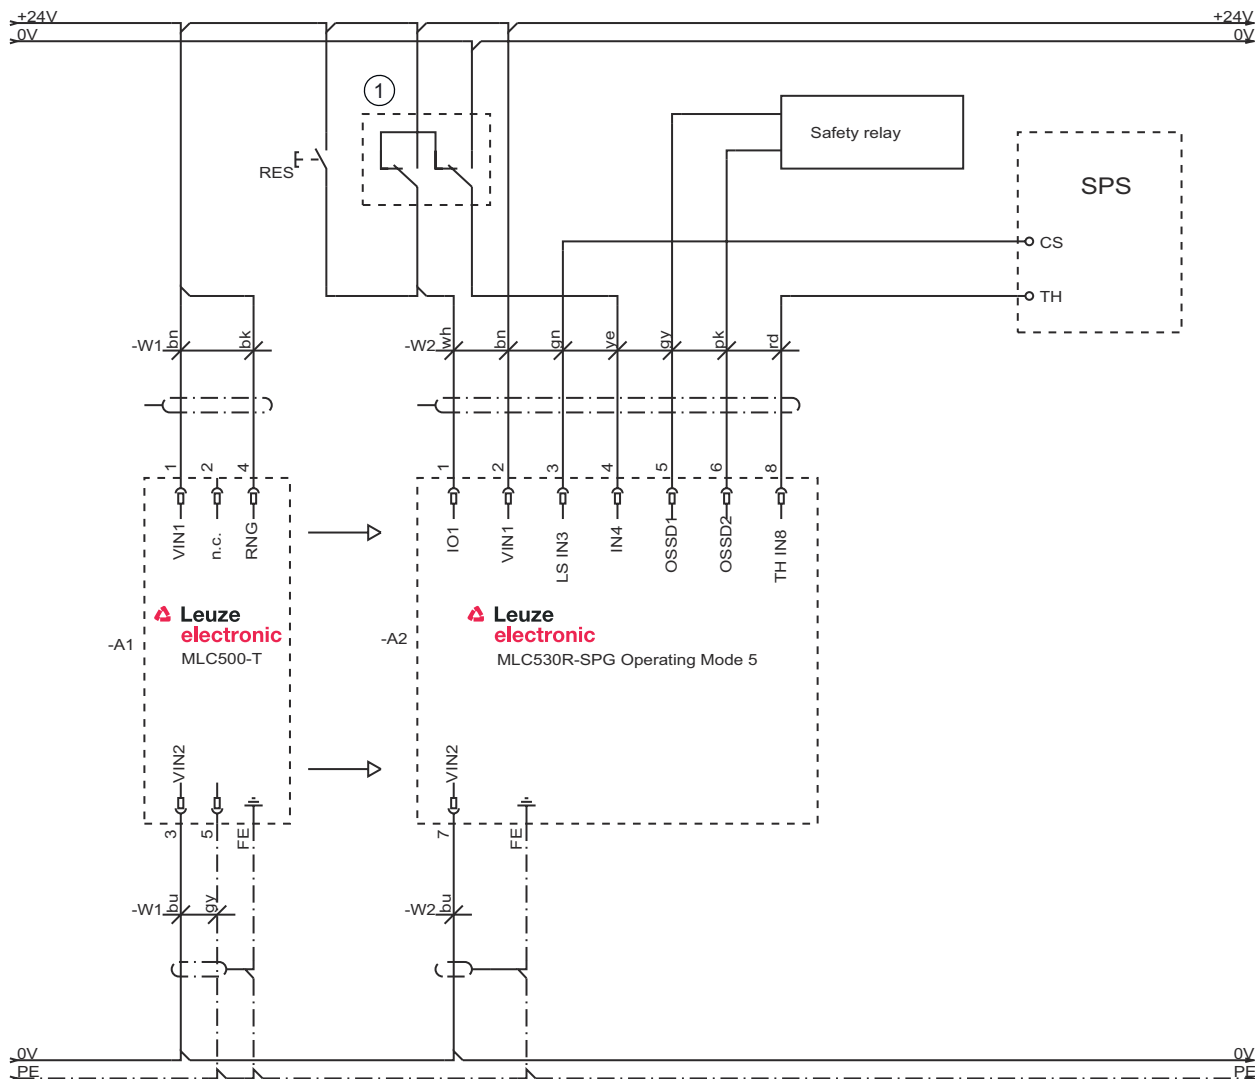 +24V
+24V
0V
0V
1
Safety relay
RES
SPS
CS
TH
-W1
bn
bk
-W2
wh
bn
gn
ye
gy
pk
rd
1
2
4
1
2
3
4
5
6
8
VIN1
n.c.
RNG
IO1
VIN1
LS IN3
IN4
OSSD1
OSSD2
TH IN8
Leuze
electronic
MLC500-T
-A1
Leuze
electronic
MLC530R-SPG Operating Mode 5
-A2
VIN2
VIN2
3
5
FE
7
FE
-W1
bu
gy
-W2
bu
0V
0V
PE
PE